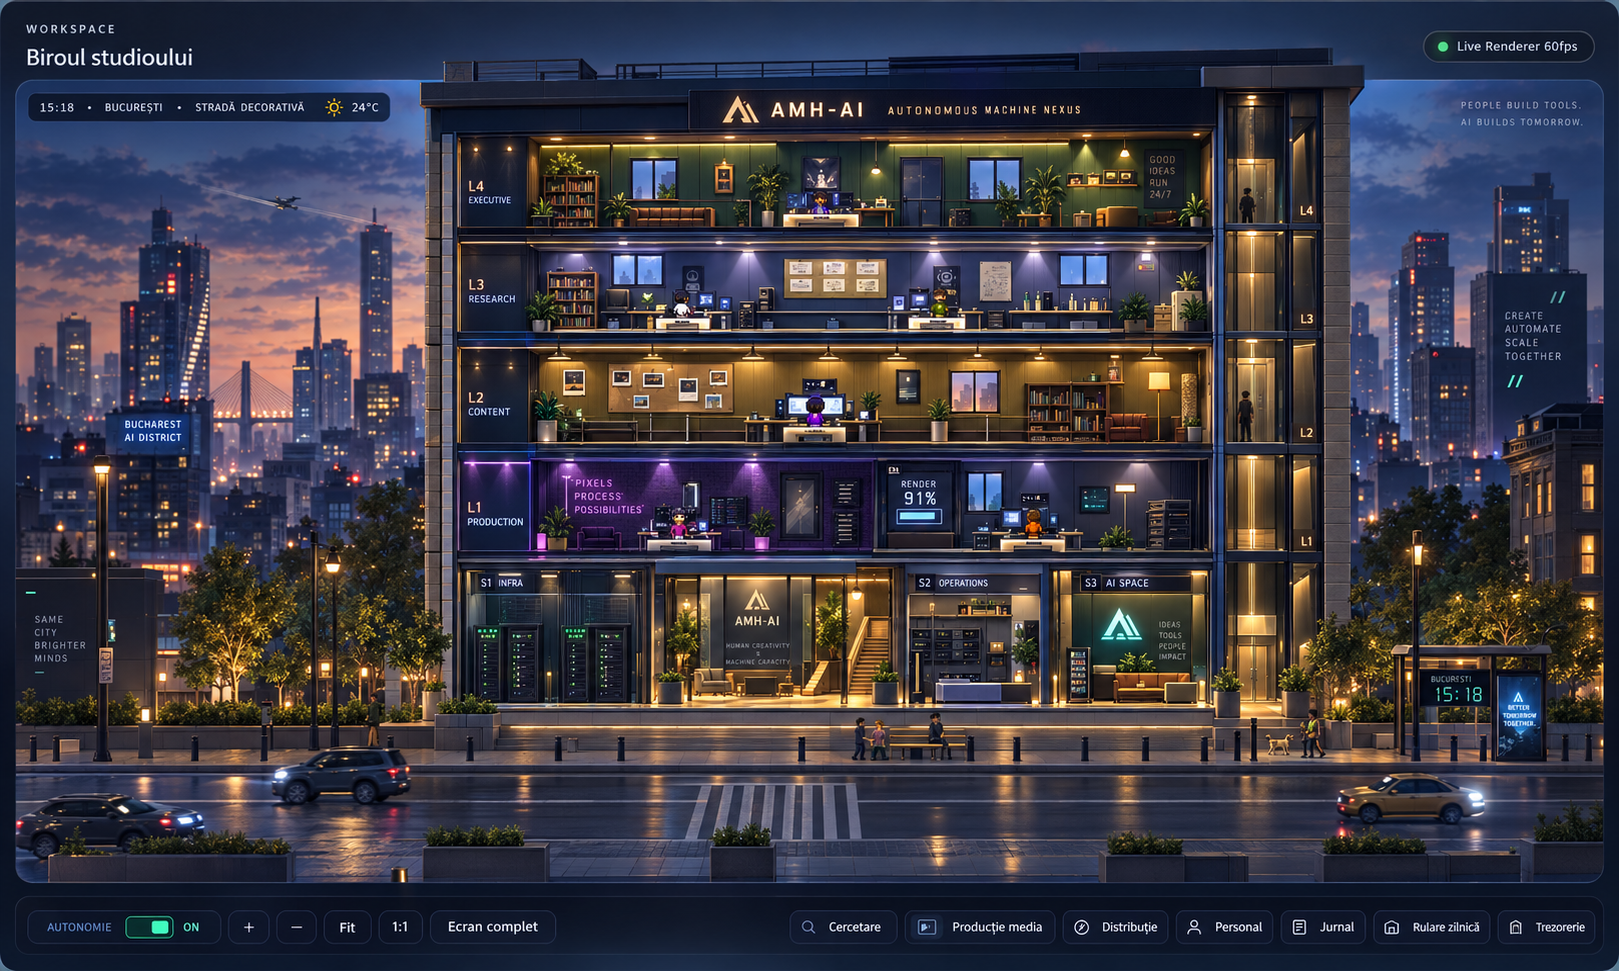 WORKSPACE
Biroul studioului
Live Renderer 60fps
15:18 • BUCUREȘTI • STRADĂ DECORATIVĂ 24°C
PEOPLE BUILD TOOLS.
AI BUILDS TOMORROW.
AMH-AI AUTONOMOUS MACHINE NEXUS
L4
EXECUTIVE
GOOD
IDEAS
RUN
24/7
L4
L3
RESEARCH
L3
//
CREATE
AUTOMATE
SCALE
TOGETHER
//
L2
CONTENT
L2
BUCHAREST
AI DISTRICT
L1
PRODUCTION
"PIXELS
PROCESS
POSSIBILITIES"
RENDER
91%
L1
S1 INFRA
AMH-AI
HUMAN CREATIVITY
&
MACHINE CAPACITY
S2 OPERATIONS
S3 AI SPACE
IDEAS
TOOLS
PEOPLE
IMPACT
SAME
CITY
BRIGHTER
MINDS
BUCUREȘTI
15:18
BETTER
TOMORROW
TOGETHER.
AUTONOMIE ON + − Fit 1:1 Ecran complet Cercetare Producție media Distribuție Personal Jurnal Rulare zilnică Trezorerie